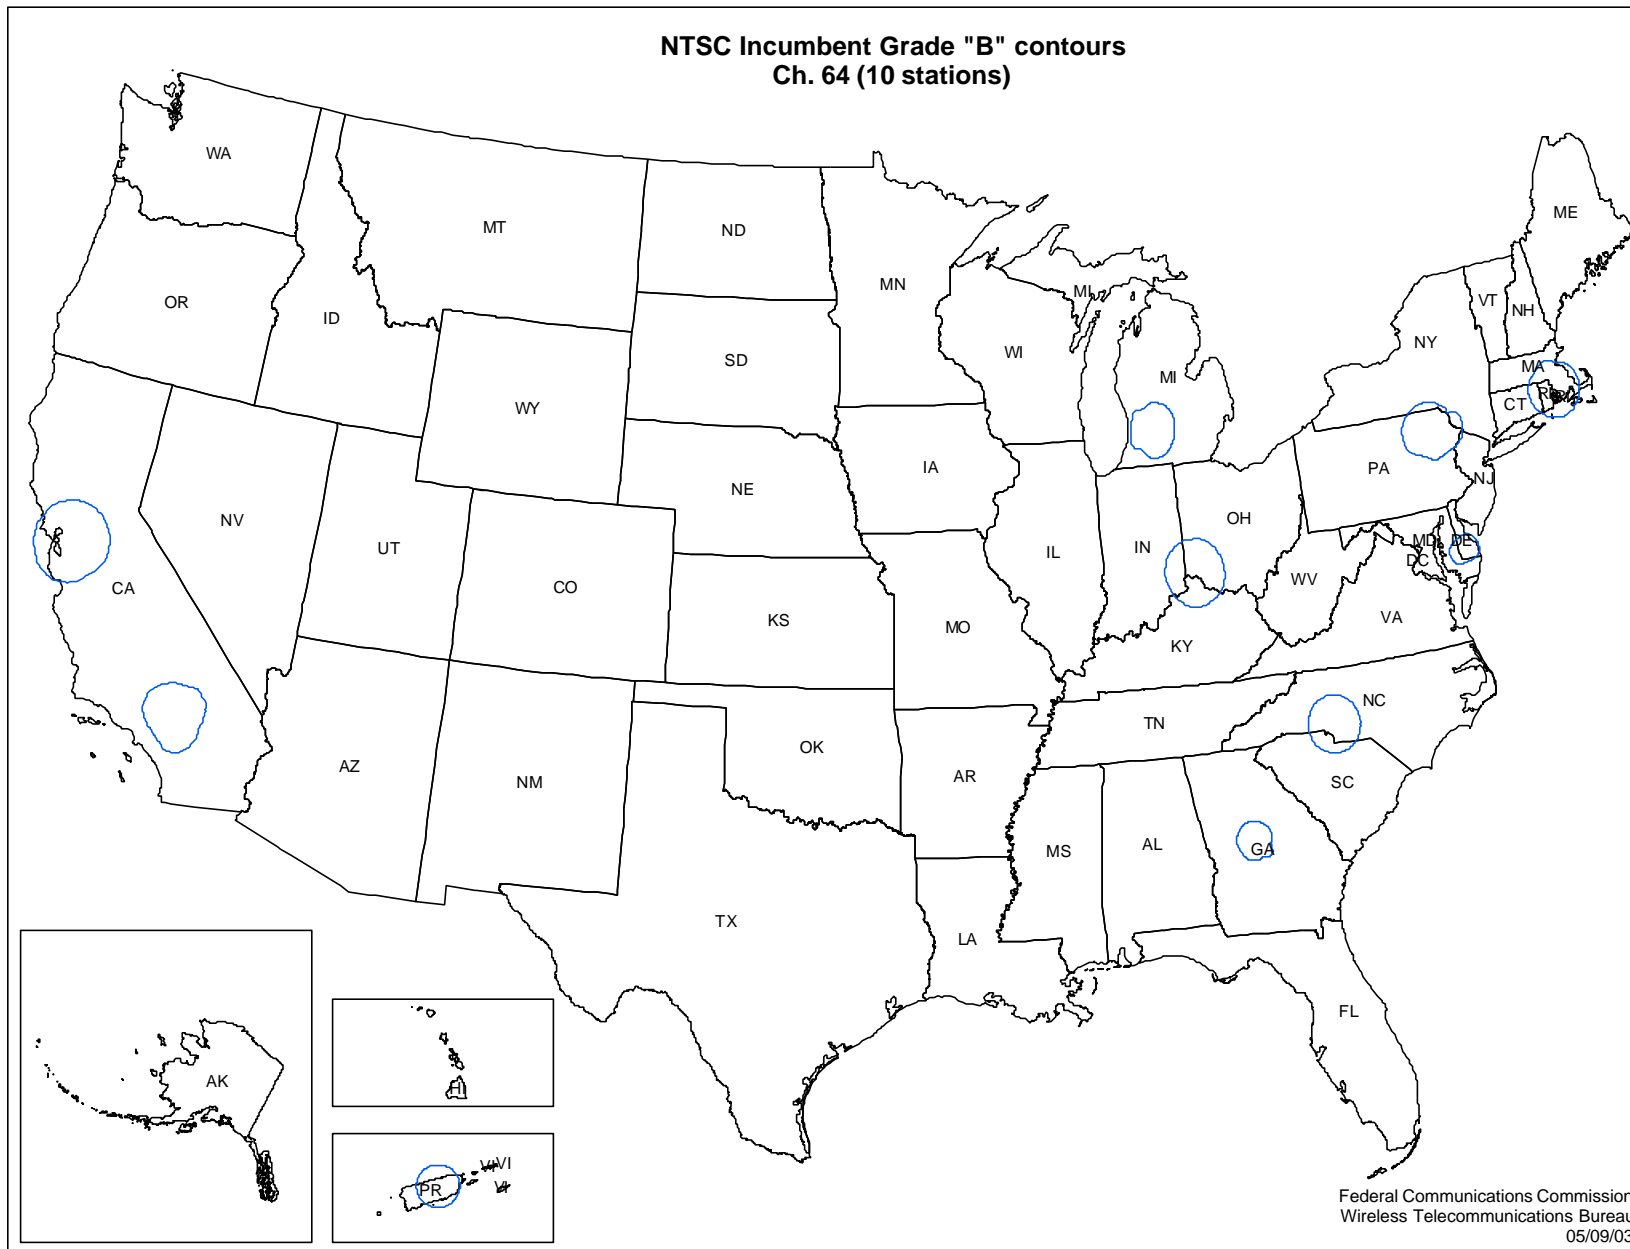 NTSC Incumbent Grade "B" contours
Ch. 64 (10 stations)
WA
MT
ND
MN
ME
OR
ID
SD
WI
MI
MI
NY
VT
NH
MA
RI
CT
WY
IA
NE
PA
NJ
NV
UT
CO
IL
IN
OH
MD
DE
DC
WV
VA
CA
KS
MO
KY
NC
TN
AZ
NM
OK
AR
SC
MS
AL
GA
TX
LA
FL
AK
HI
PR
VI
VI
VI
Federal Communications Commission
Wireless Telecommunications Bureau
05/09/03